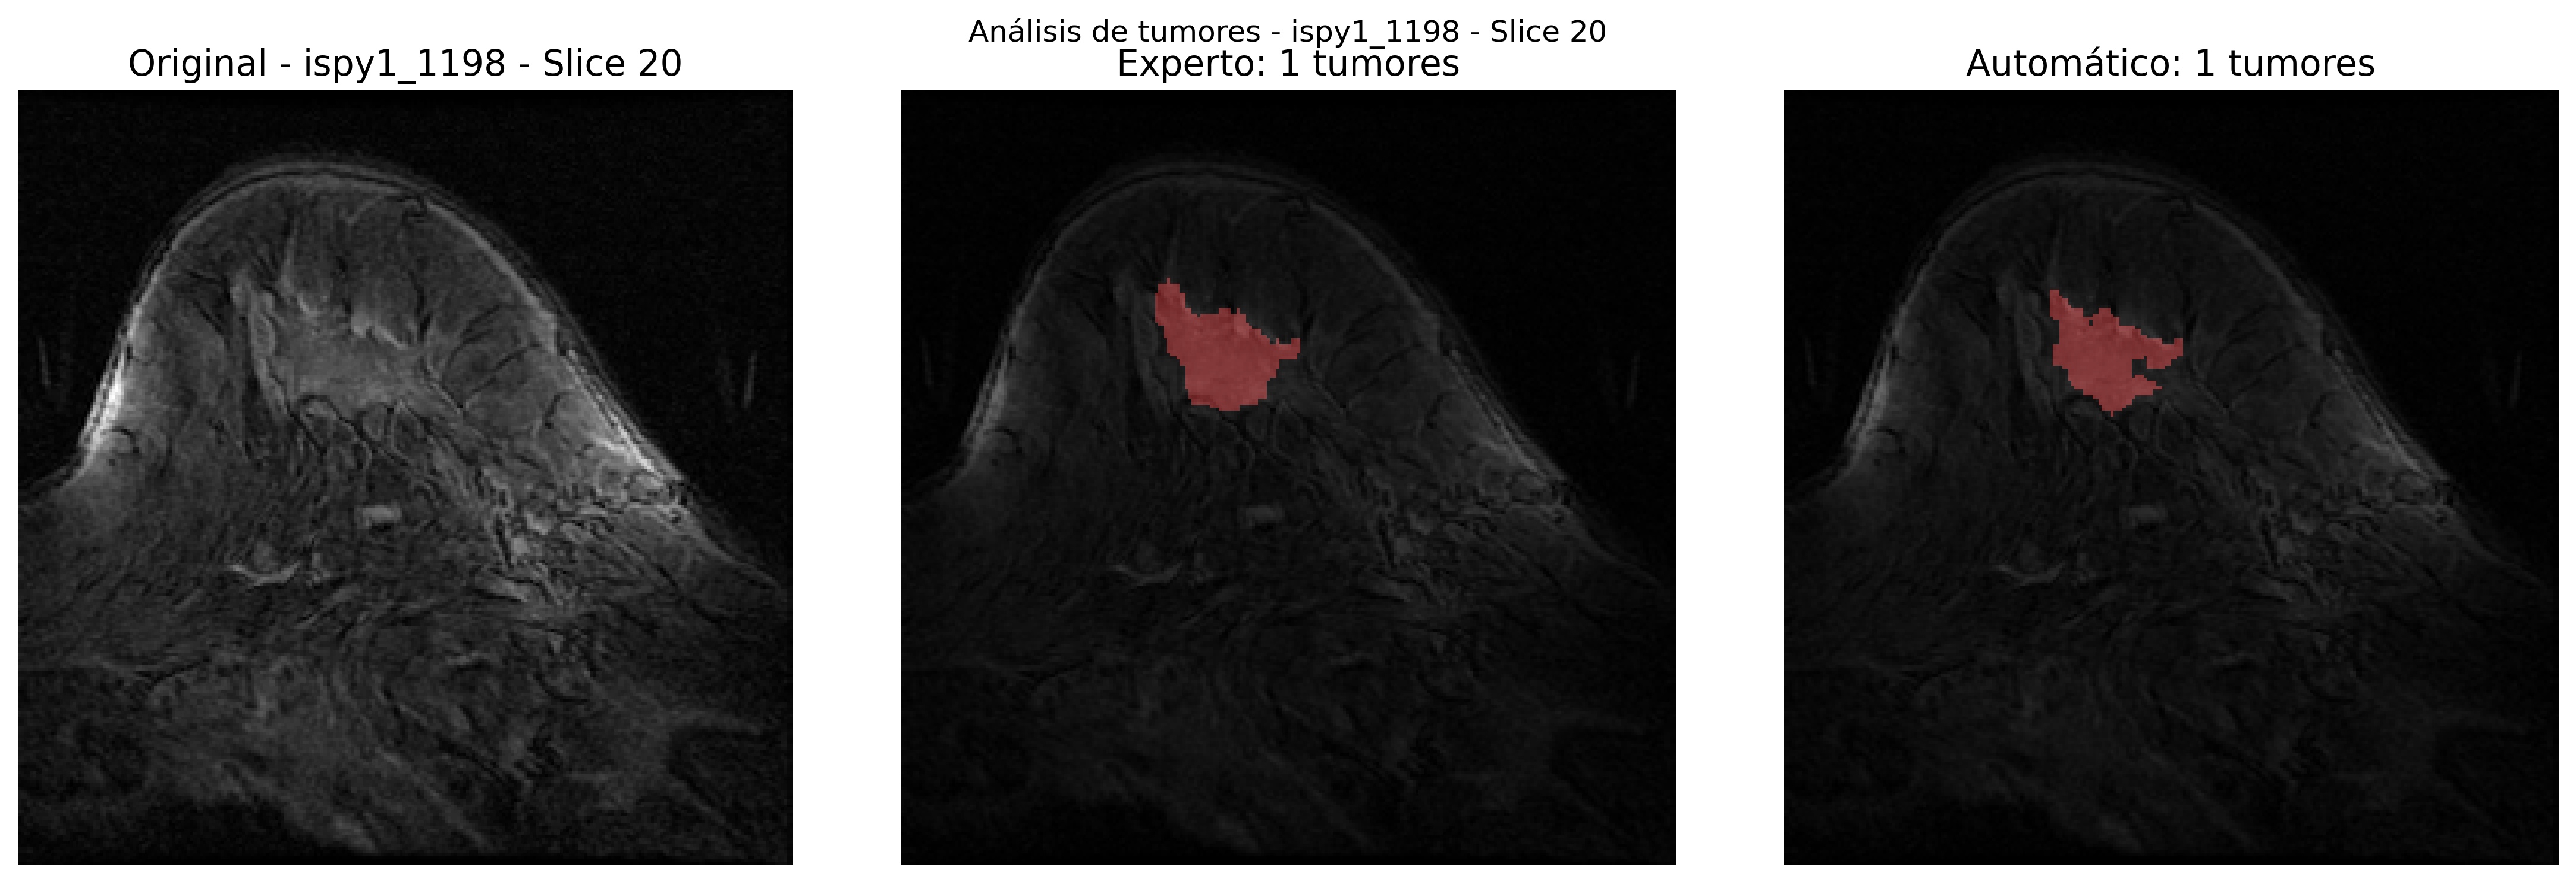 Análisis de tumores - ispy1_1198 - Slice 20
Original - ispy1_1198 - Slice 20
Experto: 1 tumores
Automático: 1 tumores